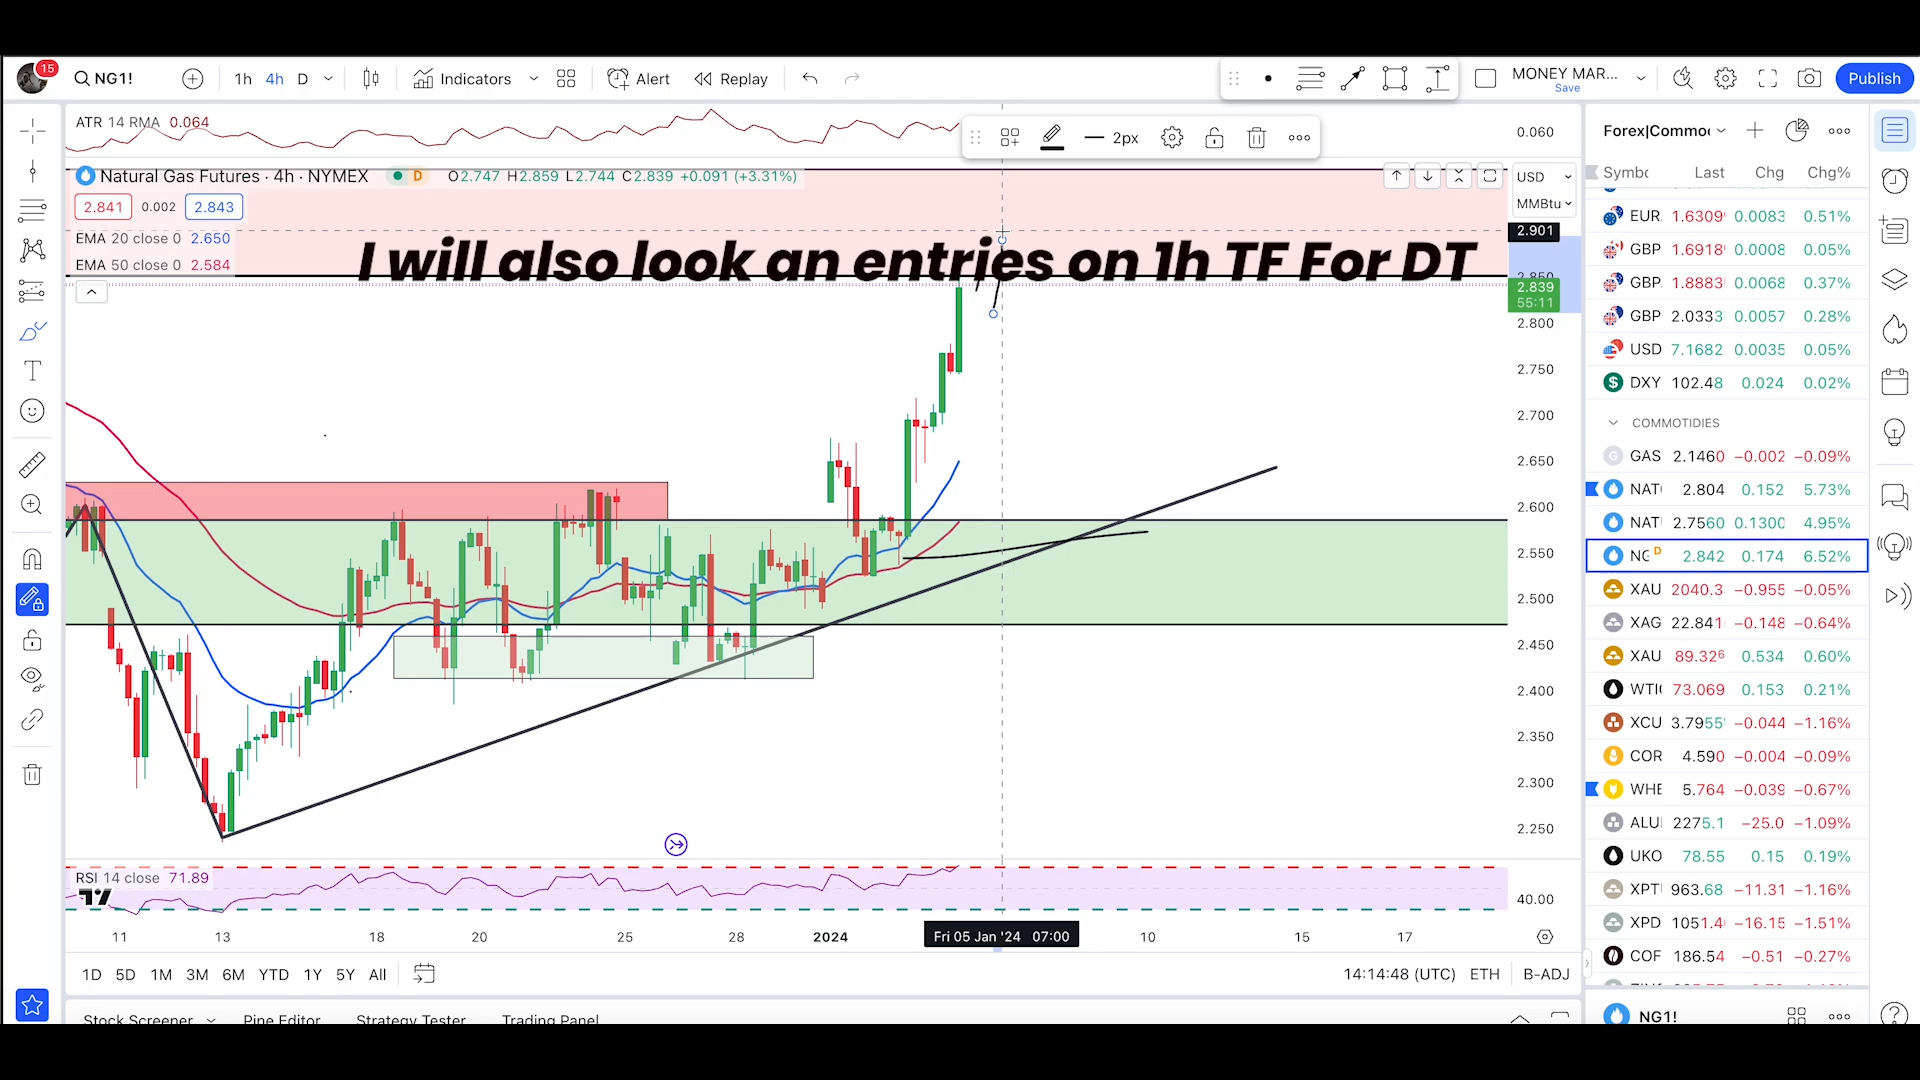 15
NG1!
1h 4h D
Indicators
Alert
Replay
MONEY MAR...
Save
Publish
ATR 14 RMA 0.064
0.060
2px
Natural Gas Futures · 4h · NYMEX D O2.747 H2.859 L2.744 C2.839 +0.091 (+3.31%)
USD
2.841 0.002 2.843
MMBtu
EMA 20 close 0 2.650
2.901
I will also look an entries on 1h TF For DT
EMA 50 close 0 2.584
2.850
2.839
55:11
2.800
2.750
2.700
2.650
2.600
2.550
2.500
2.450
2.400
2.350
2.300
2.250
RSI 14 close 71.89
40.00
11 13 18 20 25 28 2024 Fri 05 Jan '24 07:00 10 15 17
1D 5D 1M 3M 6M YTD 1Y 5Y All
14:14:48 (UTC) ETH B-ADJ
Stock Screener Pine Editor Strategy Tester Trading Panel
Forex|Commo
Symbo Last Chg Chg%
EUR 1.6309 0.0083 0.51%
GBP 1.6918 0.0008 0.05%
GBP 1.8883 0.0068 0.37%
GBP 2.0333 0.0057 0.28%
USD 7.1682 0.0035 0.05%
DXY 102.48 0.024 0.02%
COMMOTIDIES
GAS 2.1460 −0.002 −0.09%
NAT 2.804 0.152 5.73%
NAT 2.7560 0.1300 4.95%
NG D 2.842 0.174 6.52%
XAU 2040.3 −0.955 −0.05%
XAG 22.841 −0.148 −0.64%
XAU 89.326 0.534 0.60%
WTI 73.069 0.153 0.21%
XCU 3.7955 −0.044 −1.16%
COR 4.590 −0.004 −0.09%
WHE 5.764 −0.039 −0.67%
ALU 2275.1 −25.0 −1.09%
UKO 78.55 0.15 0.19%
XPT 963.68 −11.31 −1.16%
XPD 1051.4 −16.15 −1.51%
COF 186.54 −0.51 −0.27%
NG1!